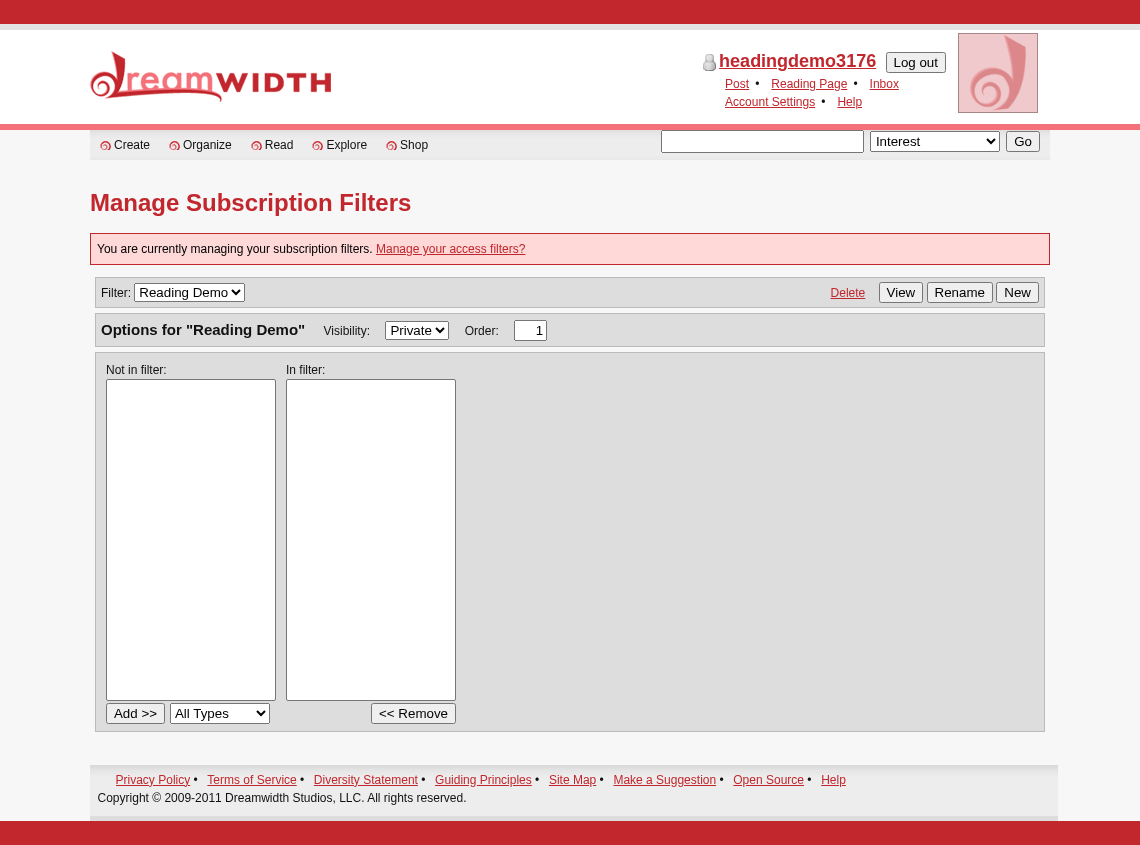 dreamWIDTH
headingdemo3176 Log out
Post • Reading Page • Inbox
Account Settings • Help
Create Organize Read Explore Shop Interest Go
Manage Subscription Filters
You are currently managing your subscription filters. Manage your access filters?
Filter: Reading Demo Delete View Rename New
Options for "Reading Demo" Visibility: Private Order: 1
Not in filter: In filter:
Add >> All Types << Remove
Privacy Policy • Terms of Service • Diversity Statement • Guiding Principles • Site Map • Make a Suggestion • Open Source • Help
Copyright © 2009-2011 Dreamwidth Studios, LLC. All rights reserved.